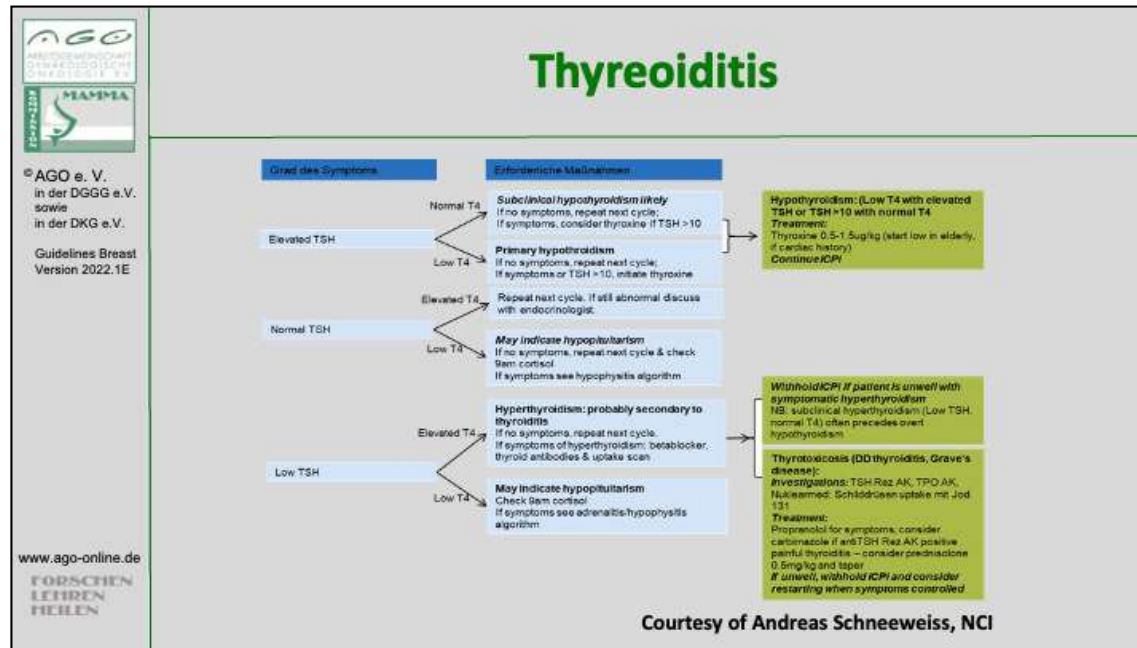 AGO
ARBEITSGEMEINSCHAFT
GYNÄKOLOGISCHE
ONKOLOGIE E.V.
MAMMA
© AGO e. V.
in der DGGG e.V.
sowie
in der DKG e.V.
Guidelines Breast
Version 2022.1E
www.ago-online.de
FORSCHEN
LEHREN
HEILEN
Thyreoiditis
Grad des Symptoms
Erforderliche Maßnahmen
Elevated TSH
Normal T4
Subclinical hypothyroidism likely
If no symptoms, repeat next cycle;
If symptoms, consider thyroxine if TSH >10
Low T4
Primary hypothroidism
If no symptoms, repeat next cycle;
If symptoms or TSH >10, initiate thyroxine
Hypothyroidism: (Low T4 with elevated
TSH or TSH >10 with normal T4
Treatment:
Thyroxine 0.5-1.5ug/kg (start low in elderly,
if cardiac history)
Continue ICPI
Normal TSH
Elevated T4
Repeat next cycle. If still abnormal discuss
with endocrinologist.
Low T4
May indicate hypopituitarism
If no symptoms, repeat next cycle & check
9am cortisol
If symptoms see hypophysitis algorithm
Low TSH
Elevated T4
Hyperthyroidism: probably secondary to
thyroiditis
If no symptoms, repeat next cycle.
If symptoms of hyperthyroidism: betablocker,
thyroid antibodies & uptake scan
Low T4
May indicate hypopituitarism
Check 9am cortisol
If symptoms see adrenalitis/hypophysitis
algorithm
Withhold ICPI if patient is unwell with
symptomatic hyperthyroidism
NB: subclinical hyperthyroidism (Low TSH,
normal T4) often precedes overt
hypothyroidism
Thyrotoxicosis (DD thyroiditis, Grave's
disease):
Investigations: TSH Rez AK, TPO AK,
Nuklearmed: Schilddrüsen uptake mit Jod
131
Treatment:
Propranolol for symptoms, consider
carbimazole if antiTSH Rez AK positive
painful thyroiditis – consider prednisolone
0.5mg/kg and taper
If unwell, withhold ICPI and consider
restarting when symptoms controlled
Courtesy of Andreas Schneeweiss, NCI